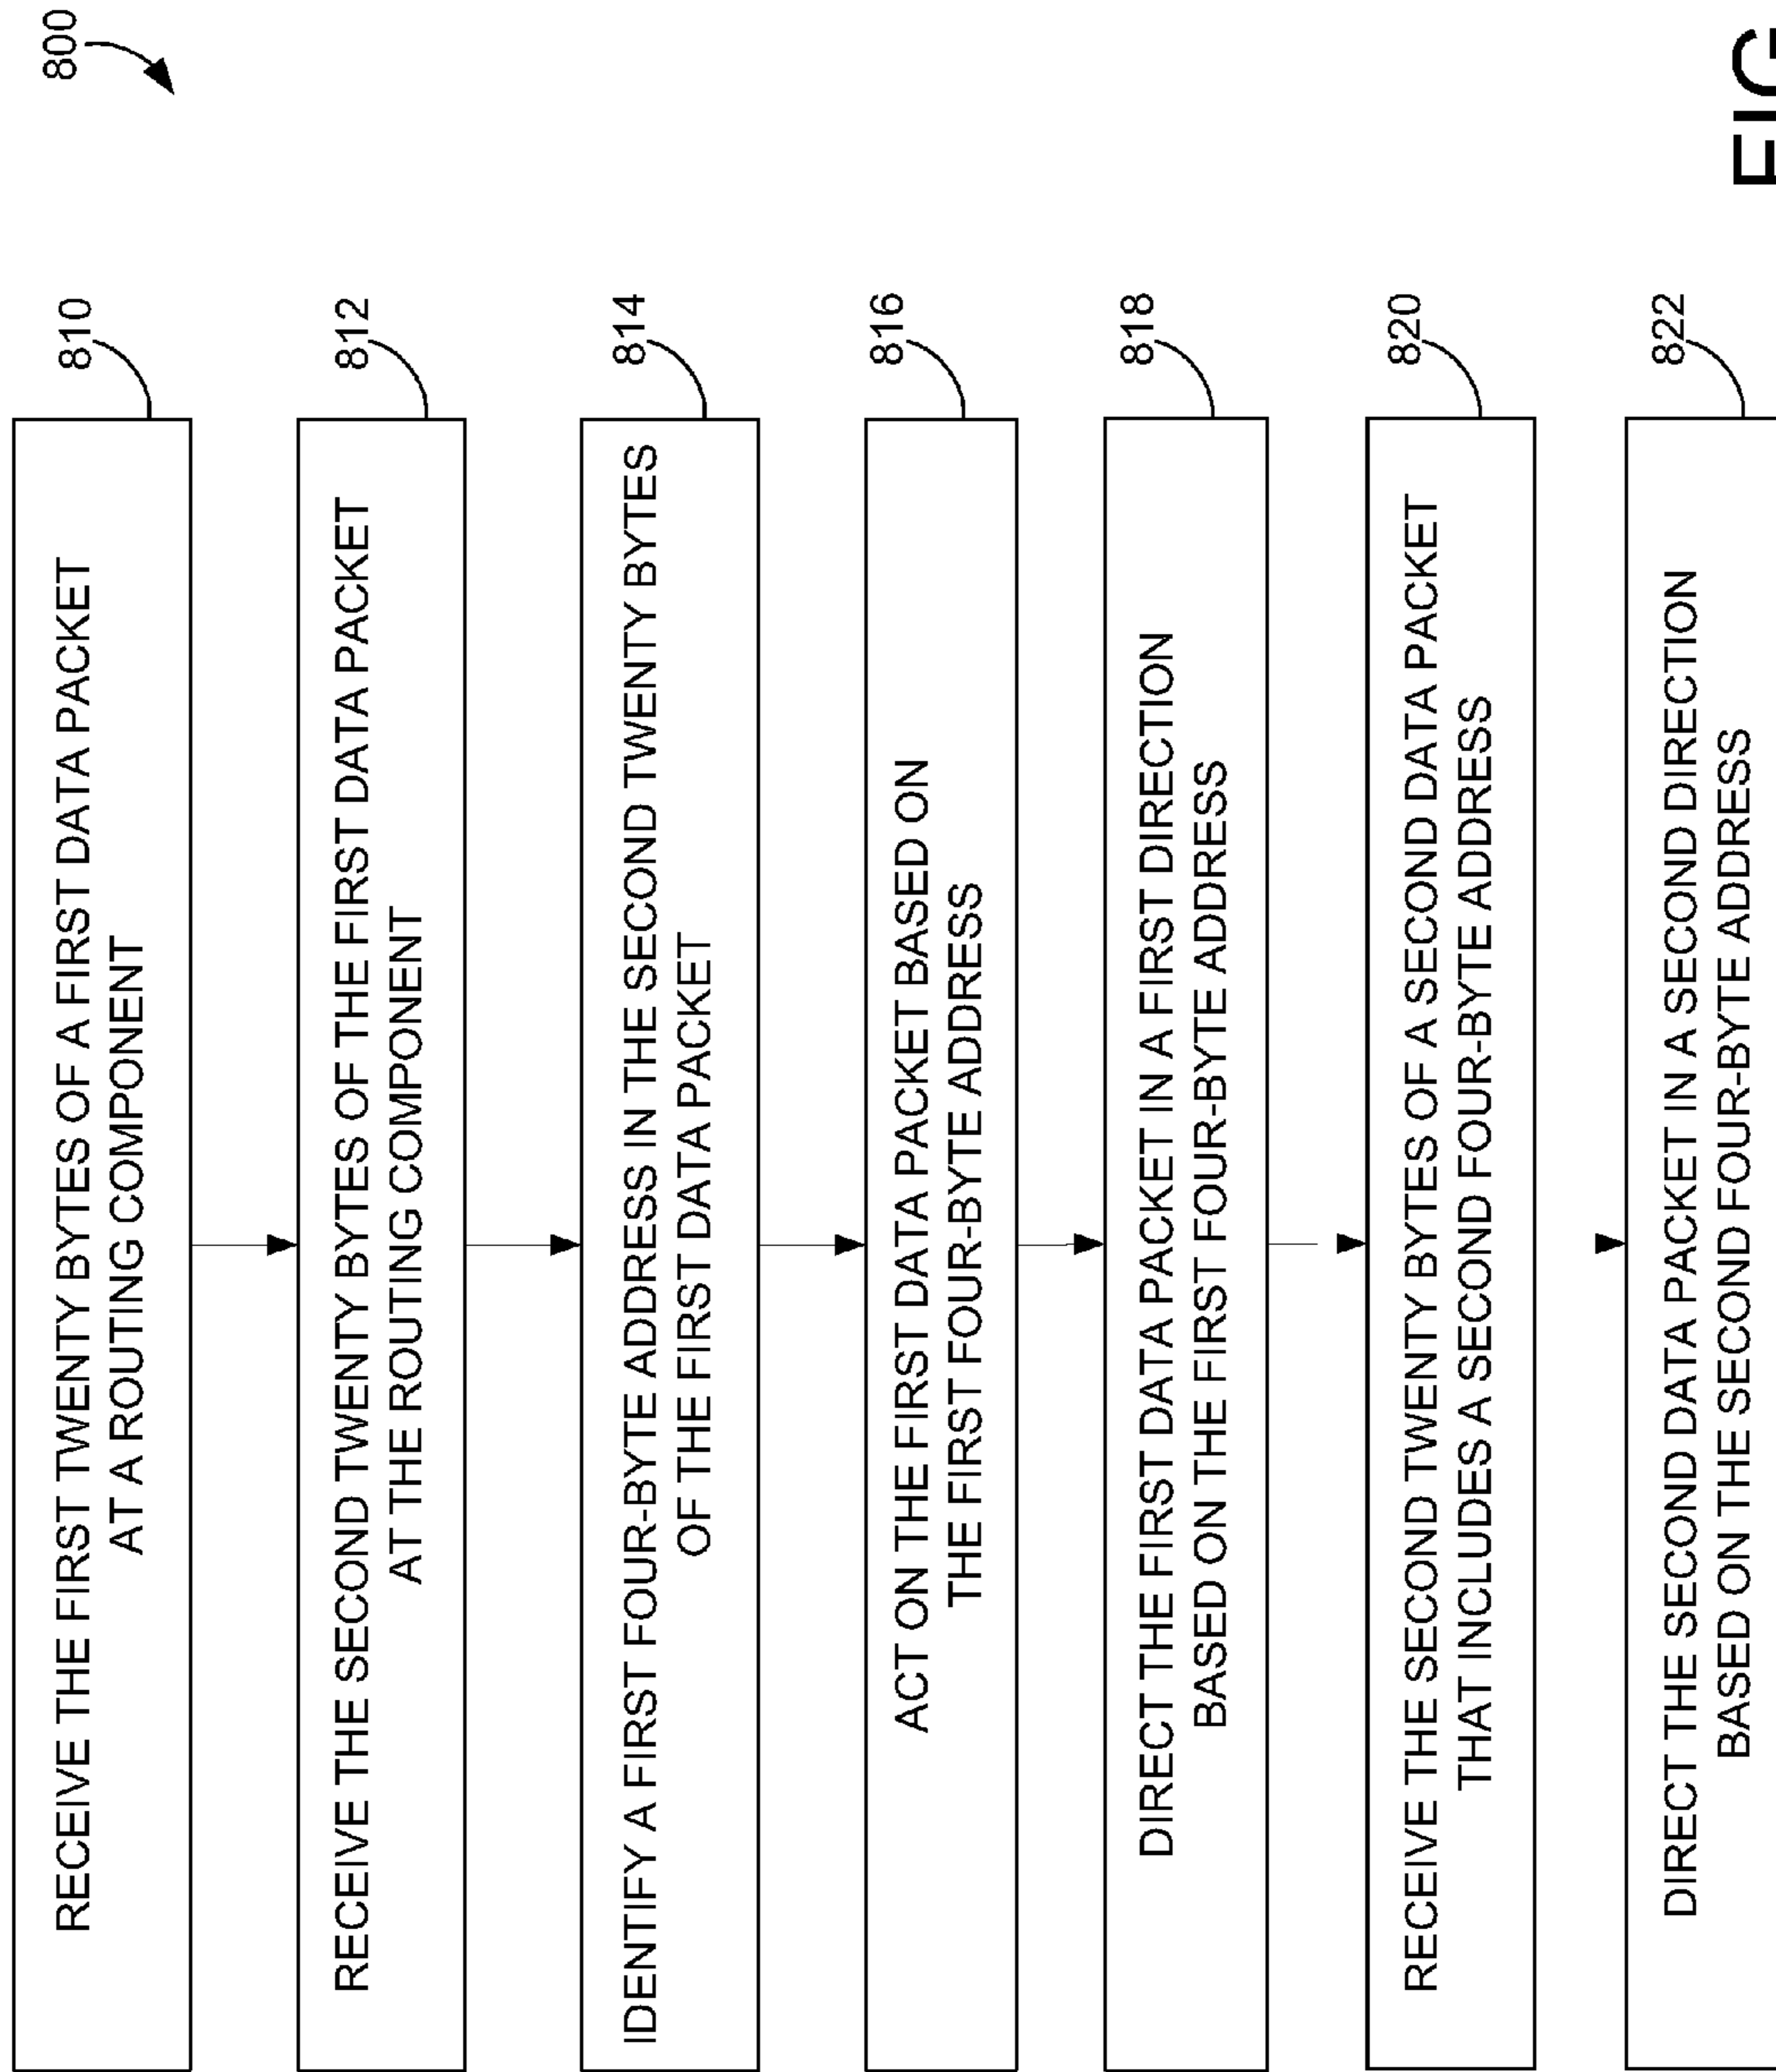 800
810
RECEIVE THE FIRST TWENTY BYTES OF A FIRST DATA PACKET
AT A ROUTING COMPONENT
812
RECEIVE THE SECOND TWENTY BYTES OF THE FIRST DATA PACKET
AT THE ROUTING COMPONENT
814
IDENTIFY A FIRST FOUR-BYTE ADDRESS IN THE SECOND TWENTY BYTES
OF THE FIRST DATA PACKET
816
ACT ON THE FIRST DATA PACKET BASED ON
THE FIRST FOUR-BYTE ADDRESS
818
DIRECT THE FIRST DATA PACKET IN A FIRST DIRECTION
BASED ON THE FIRST FOUR-BYTE ADDRESS
820
RECEIVE THE SECOND TWENTY BYTES OF A SECOND DATA PACKET
THAT INCLUDES A SECOND FOUR-BYTE ADDRESS
822
DIRECT THE SECOND DATA PACKET IN A SECOND DIRECTION
BASED ON THE SECOND FOUR-BYTE ADDRESS